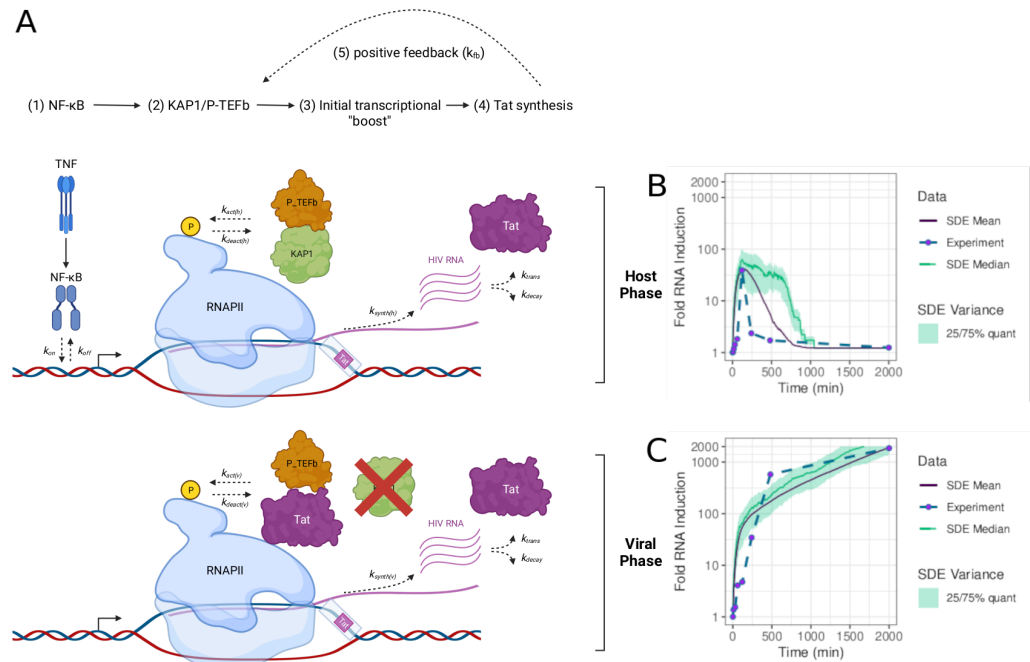 A
(5) positive feedback (kfb)
(1) NF-κB
(2) KAP1/P-TEFb
(3) Initial transcriptional
"boost"
(4) Tat synthesis
TNF
NF-κB
kon
koff
P
kact(h)
kdeact(h)
P_TEFb
KAP1
RNAPII
Tat
HIV RNA
ktrans
kdecay
ksynth(h)
Tat
Host
Phase
B
Fold RNA Induction
2000
1000
100
10
1
0
500
1000
1500
2000
Time (min)
Data
SDE Mean
Experiment
SDE Median
SDE Variance
25/75% quant
P
kact(v)
kdeact(v)
P_TEFb
Tat
RNAPII
Tat
HIV RNA
ktrans
kdecay
ksynth(v)
Tat
Viral
Phase
C
Fold RNA Induction
2000
1000
100
10
1
0
500
1000
1500
2000
Time (min)
Data
SDE Mean
Experiment
SDE Median
SDE Variance
25/75% quant